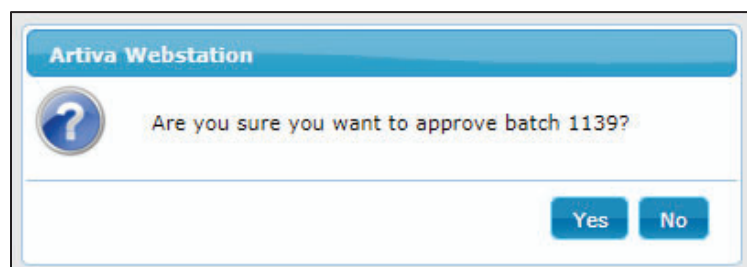 Artiva Webstation
Are you sure you want to approve batch 1139?
Yes No